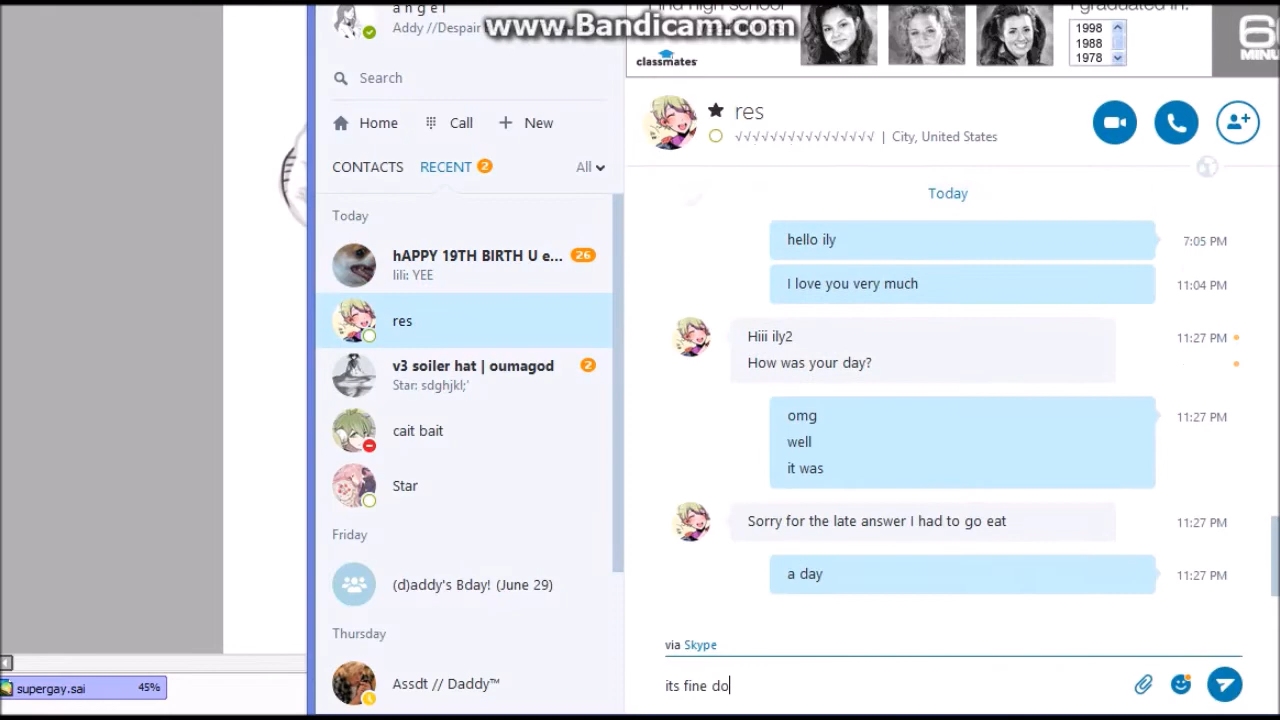 a n g e l
Addy //Despair
www.Bandicam.com
classmates
I graduated in:
1998
1988
1978
6
MINU
Search
Home
Call
New
CONTACTS
RECENT 2
All
Today
hAPPY 19TH BIRTH U e... 26
lili: YEE
res
v3 soiler hat | oumagod 2
Star: sdghjkl;'
cait bait
Star
Friday
(d)addy's Bday! (June 29)
Thursday
Assdt // Daddy™
supergay.sai 45%
res
√√√√√√√√√√√√√√√√ | City, United States
Today
hello ily 7:05 PM
I love you very much 11:04 PM
Hiii ily2 11:27 PM
How was your day?
omg 11:27 PM
well
it was
Sorry for the late answer I had to go eat 11:27 PM
a day 11:27 PM
via Skype
its fine do